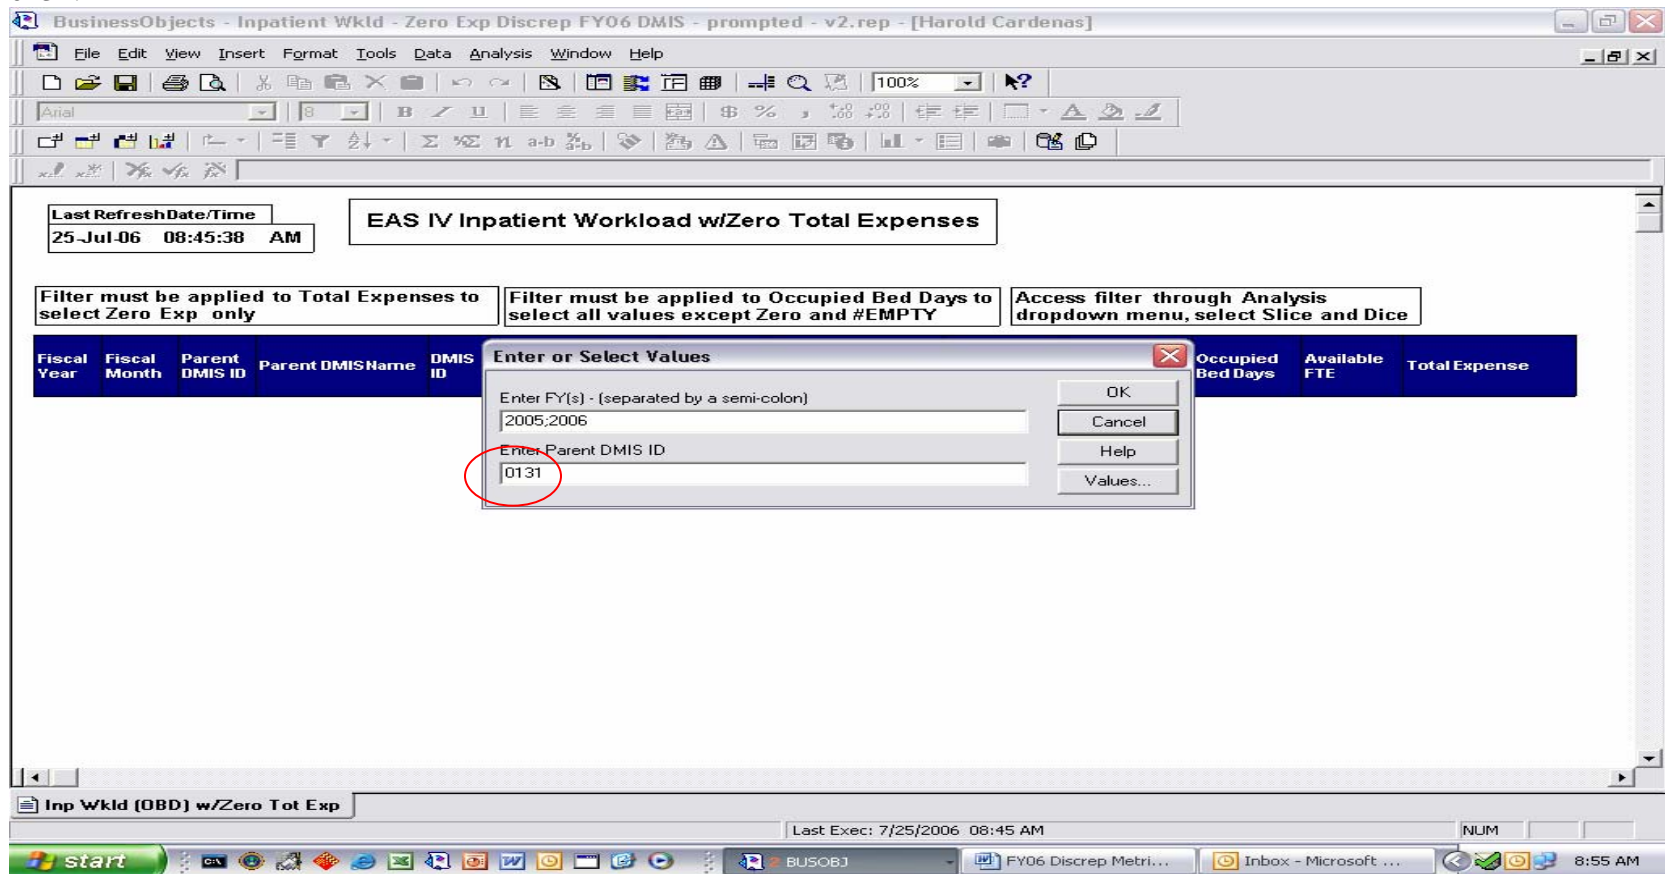 BusinessObjects - Inpatient Wkld - Zero Exp Discrep FY06 DMIS - prompted - v2.rep - [Harold Cardenas]
File Edit View Insert Format Tools Data Analysis Window Help
100%
Arial 8 B I U $ % ,
Σ %Σ n a-b
Last Refresh Date/Time
25-Jul-06 08:45:38 AM
EAS IV Inpatient Workload w/Zero Total Expenses
Filter must be applied to Total Expenses to
select Zero Exp only
Filter must be applied to Occupied Bed Days to
select all values except Zero and #EMPTY
Access filter through Analysis
dropdown menu, select Slice and Dice
Fiscal Year
Fiscal Month
Parent DMIS ID
Parent DMIS Name
DMIS ID
Occupied Bed Days
Available FTE
Total Expense
Enter or Select Values
Enter FY(s) - (separated by a semi-colon)
2005;2006
Enter Parent DMIS ID
0131
OK
Cancel
Help
Values...
Inp Wkld (OBD) w/Zero Tot Exp
Last Exec: 7/25/2006 08:45 AM
NUM
start
2 BUSOBJ
FY06 Discrep Metri...
Inbox - Microsoft ...
8:55 AM